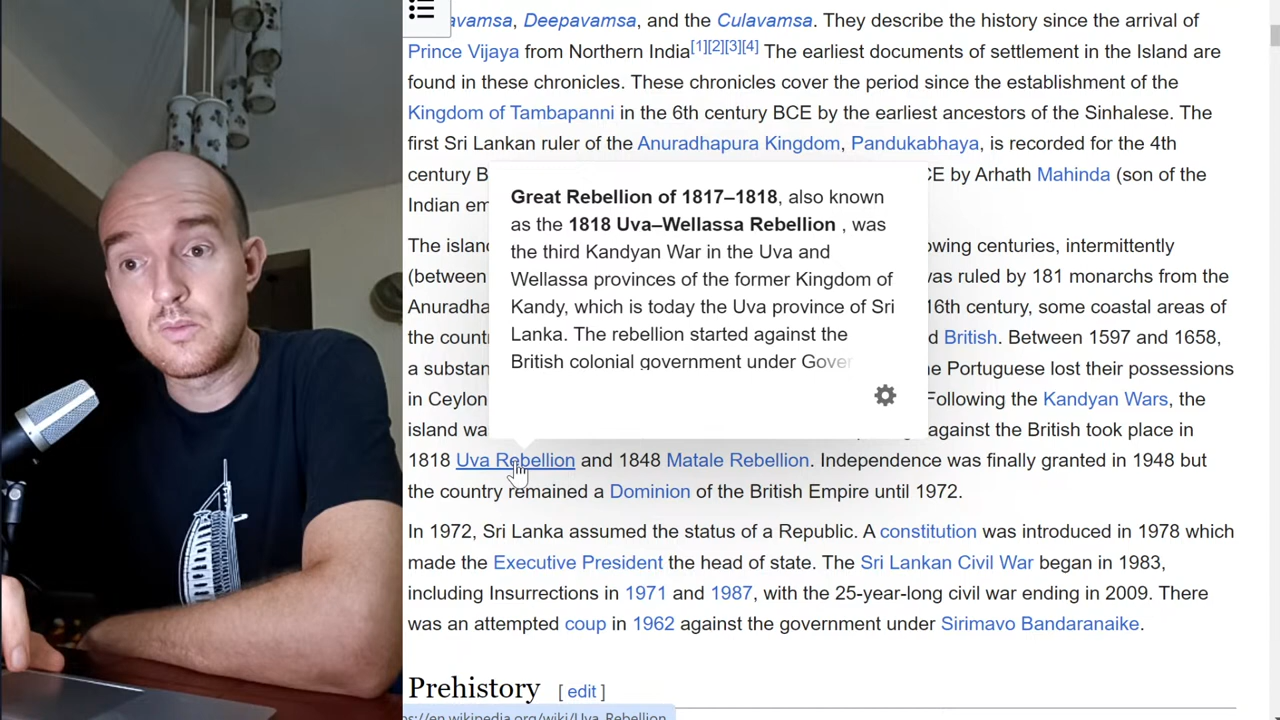 avamsa, Deepavamsa, and the Culavamsa. They describe the history since the arrival of
Prince Vijaya from Northern India[1][2][3][4] The earliest documents of settlement in the Island are
found in these chronicles. These chronicles cover the period since the establishment of the
Kingdom of Tambapanni in the 6th century BCE by the earliest ancestors of the Sinhalese. The
first Sri Lankan ruler of the Anuradhapura Kingdom, Pandukabhaya, is recorded for the 4th
century B CE by Arhath Mahinda (son of the
Indian em
Great Rebellion of 1817–1818, also known
as the 1818 Uva–Wellassa Rebellion , was
the third Kandyan War in the Uva and
Wellassa provinces of the former Kingdom of
Kandy, which is today the Uva province of Sri
Lanka. The rebellion started against the
British colonial government under Gover
The islan owing centuries, intermittently
(between was ruled by 181 monarchs from the
Anuradha 16th century, some coastal areas of
the count d British. Between 1597 and 1658,
a substan e Portuguese lost their possessions
in Ceylon Following the Kandyan Wars, the
island wa against the British took place in
1818 Uva Rebellion and 1848 Matale Rebellion. Independence was finally granted in 1948 but
the country remained a Dominion of the British Empire until 1972.
In 1972, Sri Lanka assumed the status of a Republic. A constitution was introduced in 1978 which
made the Executive President the head of state. The Sri Lankan Civil War began in 1983,
including Insurrections in 1971 and 1987, with the 25-year-long civil war ending in 2009. There
was an attempted coup in 1962 against the government under Sirimavo Bandaranaike.
Prehistory [ edit ]
ps://en.wikipedia.org/wiki/Uva_Rebellion